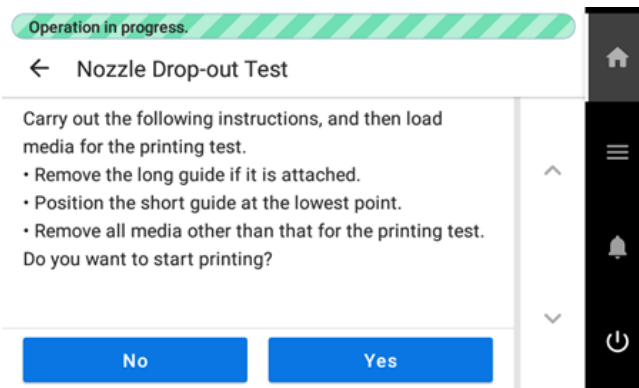 Operation in progress.
Nozzle Drop-out Test
Carry out the following instructions, and then load
media for the printing test.
• Remove the long guide if it is attached.
• Position the short guide at the lowest point.
• Remove all media other than that for the printing test.
Do you want to start printing?
No
Yes